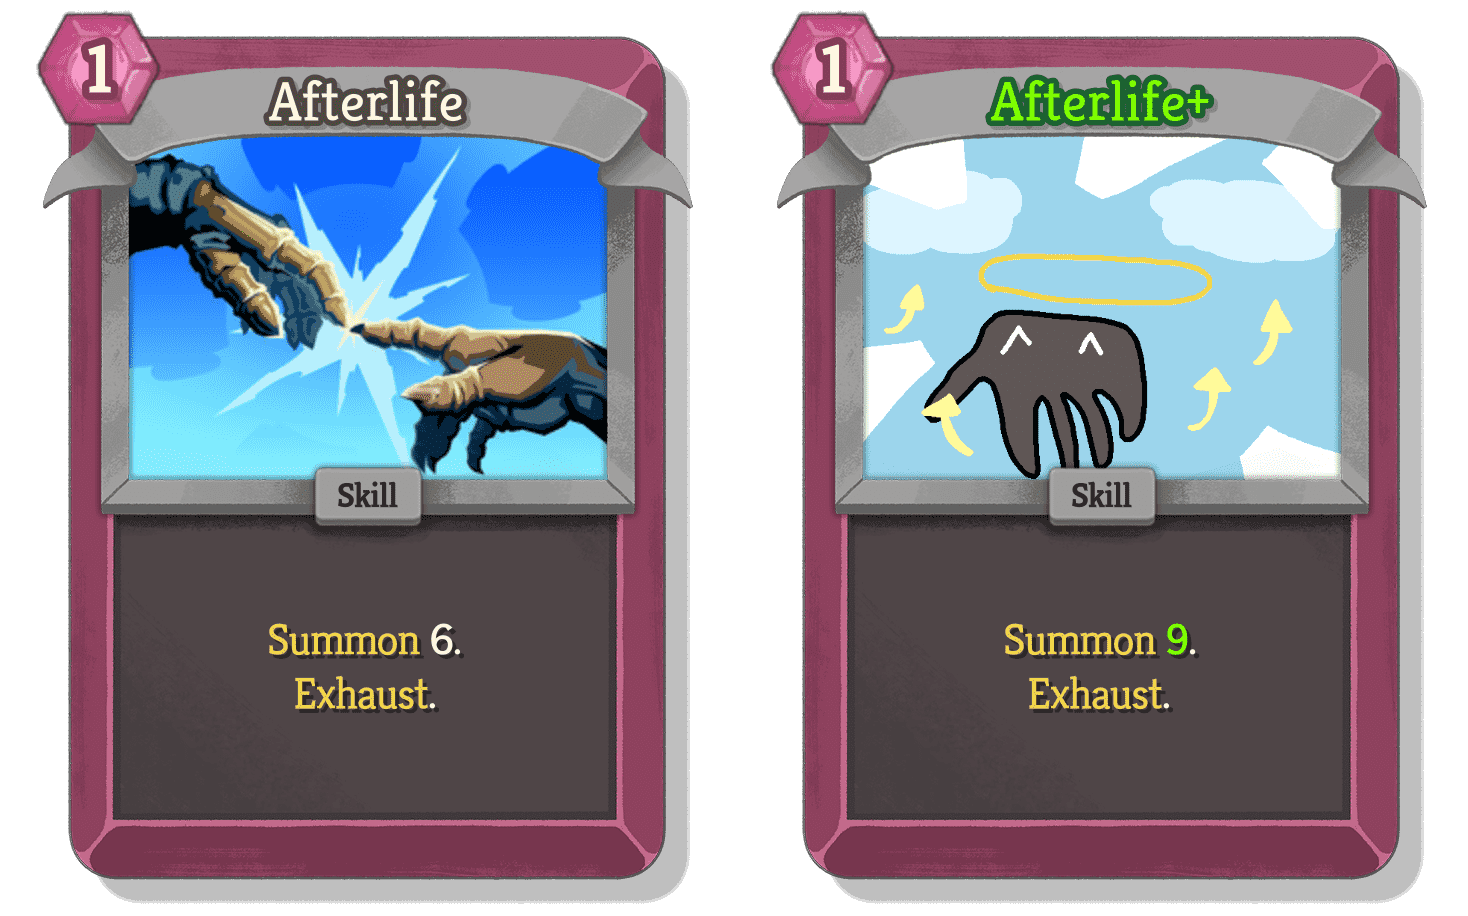 1
Afterlife
Skill
Summon 6.
Exhaust.
1
Afterlife+
Skill
Summon 9.
Exhaust.